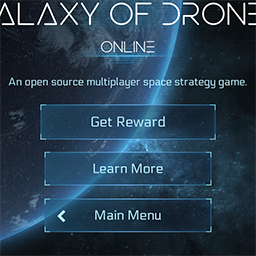 ALAXY OF DRONE
ONLINE
An open source multiplayer space strategy game.
Get Reward
Learn More
Main Menu